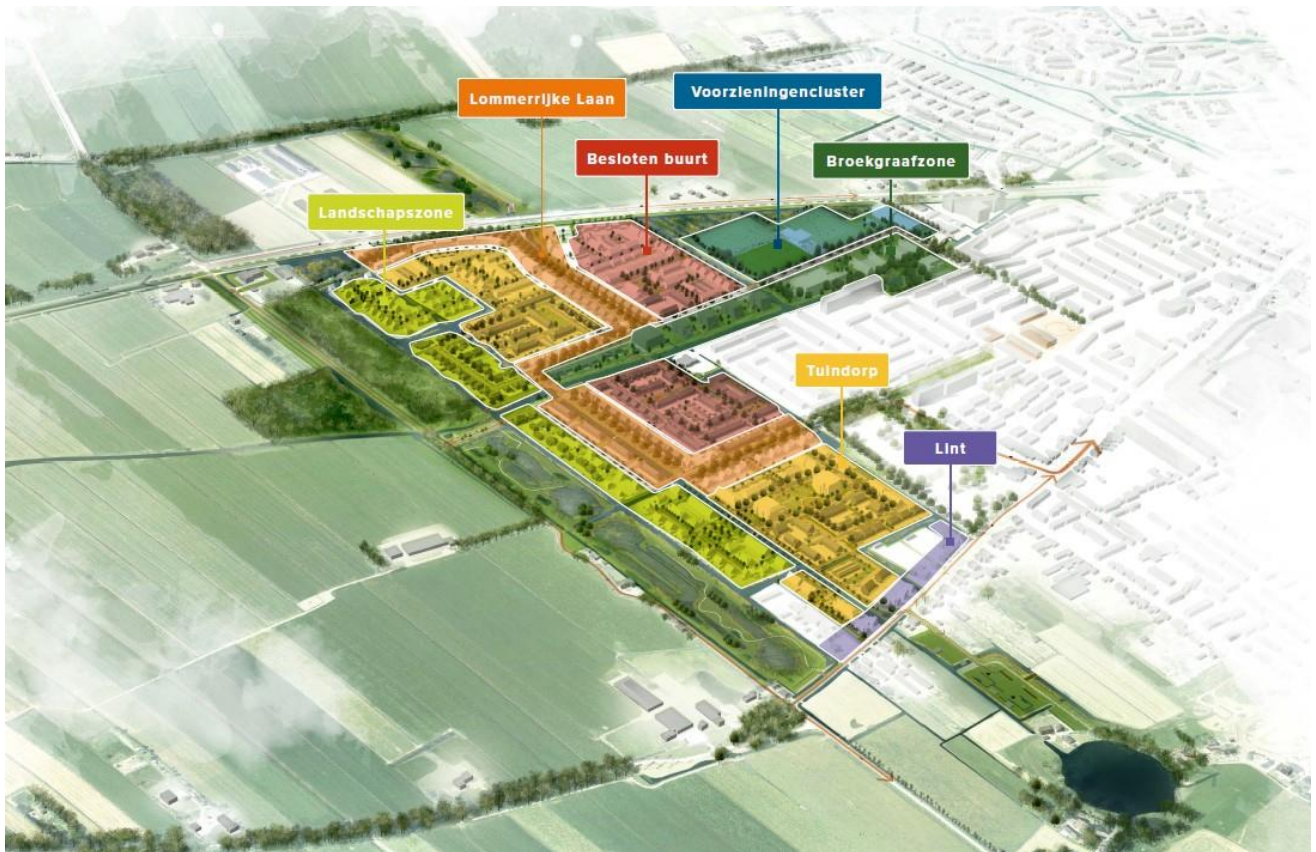 Lommerrijke Laan
Voorzieningencluster
Besloten buurt
Broekgraafzone
Landschapszone
Tuindorp
Lint